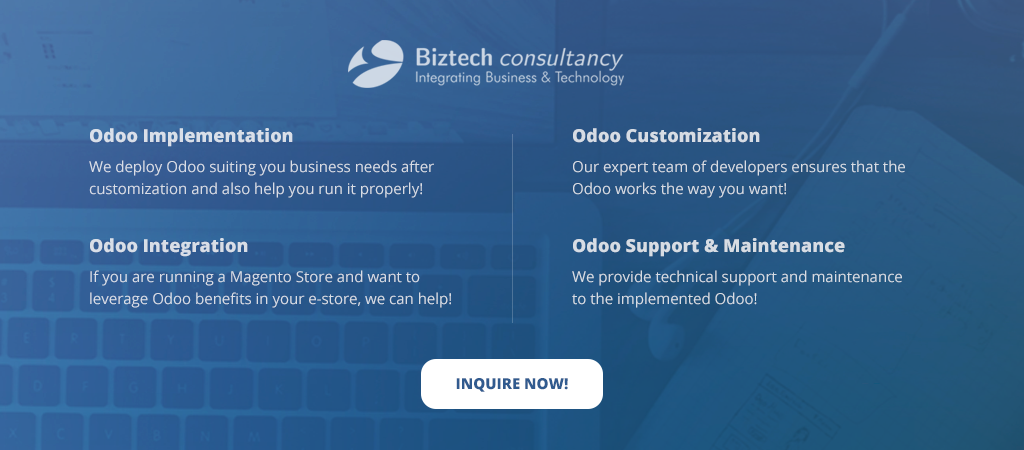 Biztech consultancy
Integrating Business & Technology
Odoo Implementation
We deploy Odoo suiting you business needs after
customization and also help you run it properly!
Odoo Integration
If you are running a Magento Store and want to
leverage Odoo benefits in your e-store, we can help!
Odoo Customization
Our expert team of developers ensures that the
Odoo works the way you want!
Odoo Support & Maintenance
We provide technical support and maintenance
to the implemented Odoo!
INQUIRE NOW!